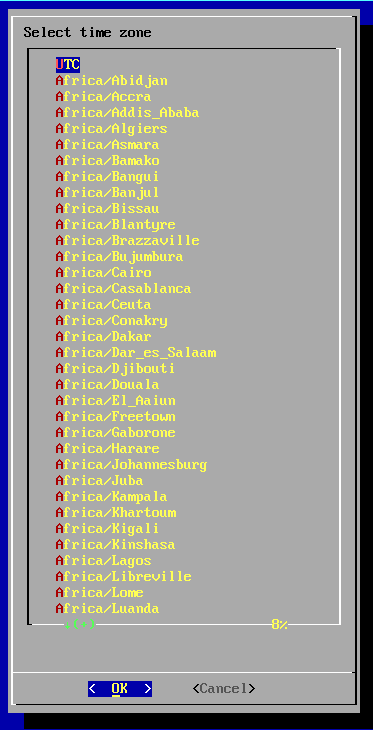 Select time zone
UTC
Africa/Abidjan
Africa/Accra
Africa/Addis_Ababa
Africa/Algiers
Africa/Asmara
Africa/Bamako
Africa/Bangui
Africa/Banjul
Africa/Bissau
Africa/Blantyre
Africa/Brazzaville
Africa/Bujumbura
Africa/Cairo
Africa/Casablanca
Africa/Ceuta
Africa/Conakry
Africa/Dakar
Africa/Dar_es_Salaam
Africa/Djibouti
Africa/Douala
Africa/El_Aaiun
Africa/Freetown
Africa/Gaborone
Africa/Harare
Africa/Johannesburg
Africa/Juba
Africa/Kampala
Africa/Khartoum
Africa/Kigali
Africa/Kinshasa
Africa/Lagos
Africa/Libreville
Africa/Lome
Africa/Luanda
.(+) 8%
< OK > <Cancel>